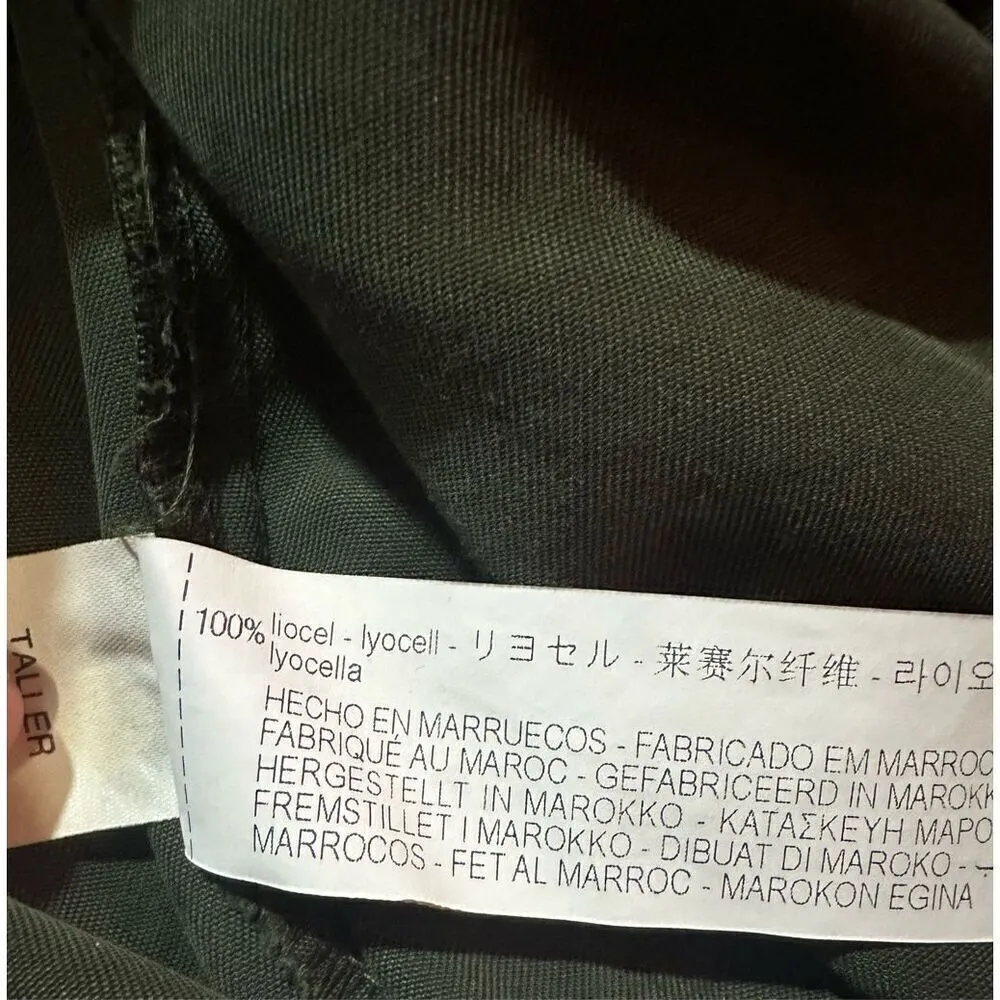 TALLER
100% liocel - lyocell - リヨセル - 莱赛尔纤维 - 라이오
lyocella
HECHO EN MARRUECOS - FABRICADO EM MARROC
FABRIQUÉ AU MAROC - GEFABRICEERD IN MAROKK
HERGESTELLT IN MAROKKO - ΚΑΤΑΣΚΕΥΗ ΜΑΡΟ
FREMSTILLET I MAROKKO - DIBUAT DI MAROKO -
MARROCOS - FET AL MARROC - MAROKON EGINA